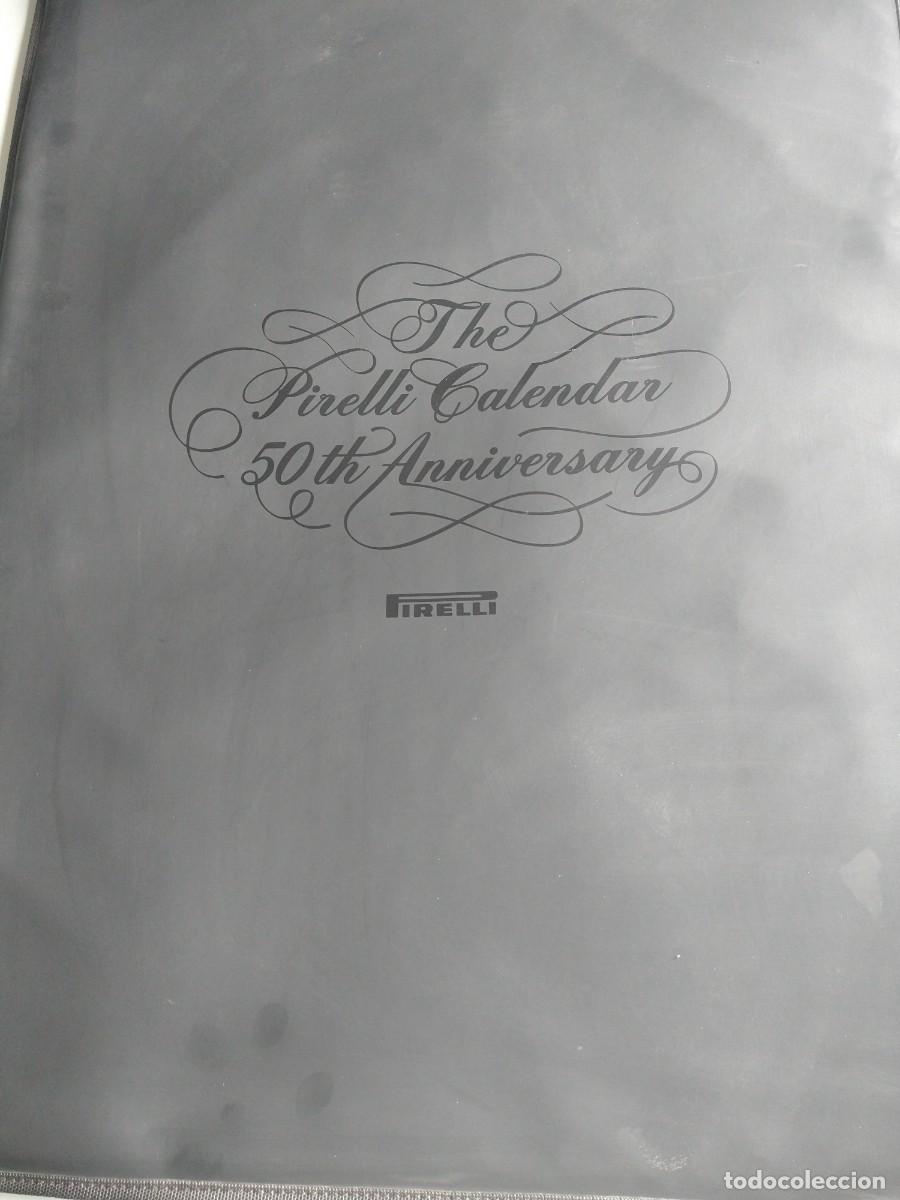 The
Pirelli Calendar
50th Anniversary
PIRELLI
todocoleccion